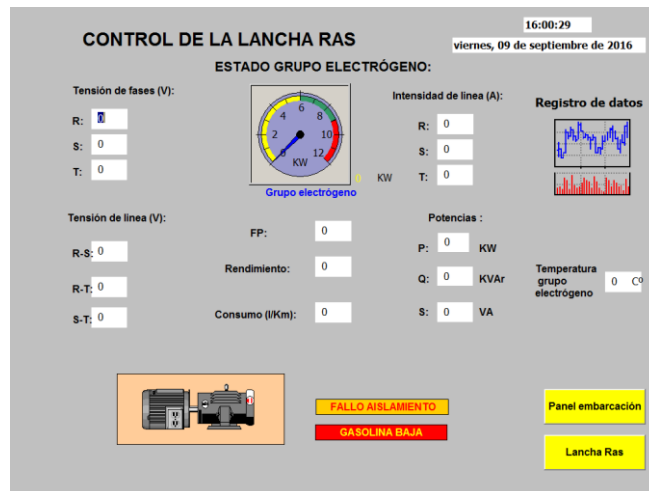 16:00:29
CONTROL DE LA LANCHA RAS
viernes, 09 de septiembre de 2016
ESTADO GRUPO ELECTRÓGENO:
Tensión de fases (V):
R: 0
S: 0
T: 0
0 2 4 6 8 10 12
KW
0 KW
Grupo electrógeno
Intensidad de linea (A):
R: 0
S: 0
T: 0
Registro de datos
Tensión de linea (V):
R-S: 0
R-T: 0
S-T: 0
FP: 0
Rendimiento: 0
Consumo (l/Km): 0
Potencias :
P: 0 KW
Q: 0 KVAr
S: 0 VA
Temperatura
grupo
electrógeno
0 Cº
FALLO AISLAMIENTO
GASOLINA BAJA
Panel embarcación
Lancha Ras